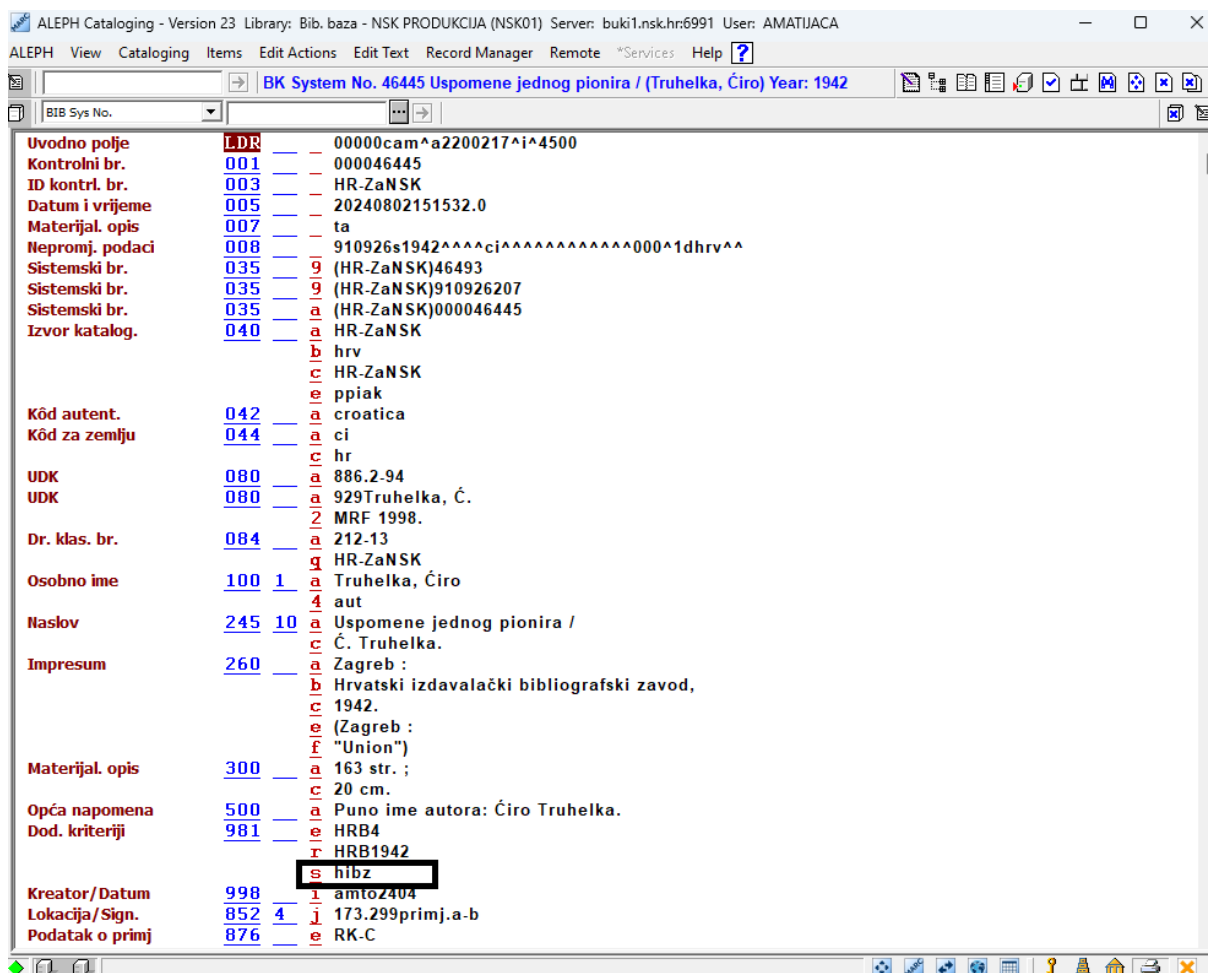 ALEPH Cataloging - Version 23 Library: Bib. baza - NSK PRODUKCIJA (NSK01) Server: buki1.nsk.hr:6991 User: AMATIJACA
ALEPH View Cataloging Items Edit Actions Edit Text Record Manager Remote *Services Help ?
BK System No. 46445 Uspomene jednog pionira / (Truhelka, Ćiro) Year: 1942
BIB Sys No.
Uvodno polje LDR 00000cam^a2200217^i^4500
Kontrolni br. 001 000046445
ID kontrl. br. 003 HR-ZaNSK
Datum i vrijeme 005 20240802151532.0
Materijal. opis 007 ta
Nepromj. podaci 008 910926s1942^^^^ci^^^^^^^^^^^^000^1dhrv^^
Sistemski br. 035 9 (HR-ZaNSK)46493
Sistemski br. 035 9 (HR-ZaNSK)910926207
Sistemski br. 035 a (HR-ZaNSK)000046445
Izvor katalog. 040 a HR-ZaNSK
b hrv
c HR-ZaNSK
e ppiak
Kôd autent. 042 a croatica
Kôd za zemlju 044 a ci
c hr
UDK 080 a 886.2-94
UDK 080 a 929Truhelka, Ć.
2 MRF 1998.
Dr. klas. br. 084 a 212-13
q HR-ZaNSK
Osobno ime 100 1 a Truhelka, Ćiro
4 aut
Naslov 245 10 a Uspomene jednog pionira /
c Ć. Truhelka.
Impresum 260 a Zagreb :
b Hrvatski izdavalački bibliografski zavod,
c 1942.
e (Zagreb :
f "Union")
Materijal. opis 300 a 163 str. ;
c 20 cm.
Opća napomena 500 a Puno ime autora: Ćiro Truhelka.
Dod. kriteriji 981 e HRB4
r HRB1942
s hibz
Kreator/Datum 998 i amto2404
Lokacija/Sign. 852 4 j 173.299primj.a-b
Podatak o primj 876 e RK-C